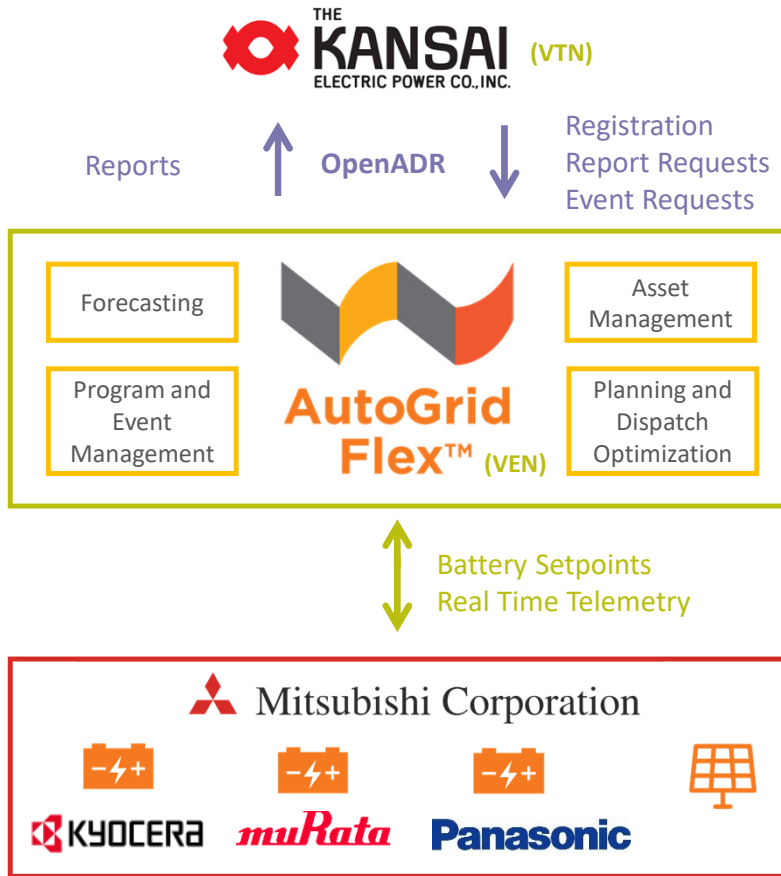 THE
KANSAI
ELECTRIC POWER CO.,INC.
(VTN)
Reports
OpenADR
Registration
Report Requests
Event Requests
Forecasting
Asset
Management
Program and
Event
Management
AutoGrid
Flex™ (VEN)
Planning and
Dispatch
Optimization
Battery Setpoints
Real Time Telemetry
Mitsubishi Corporation
KYOCERA
muRata
Panasonic